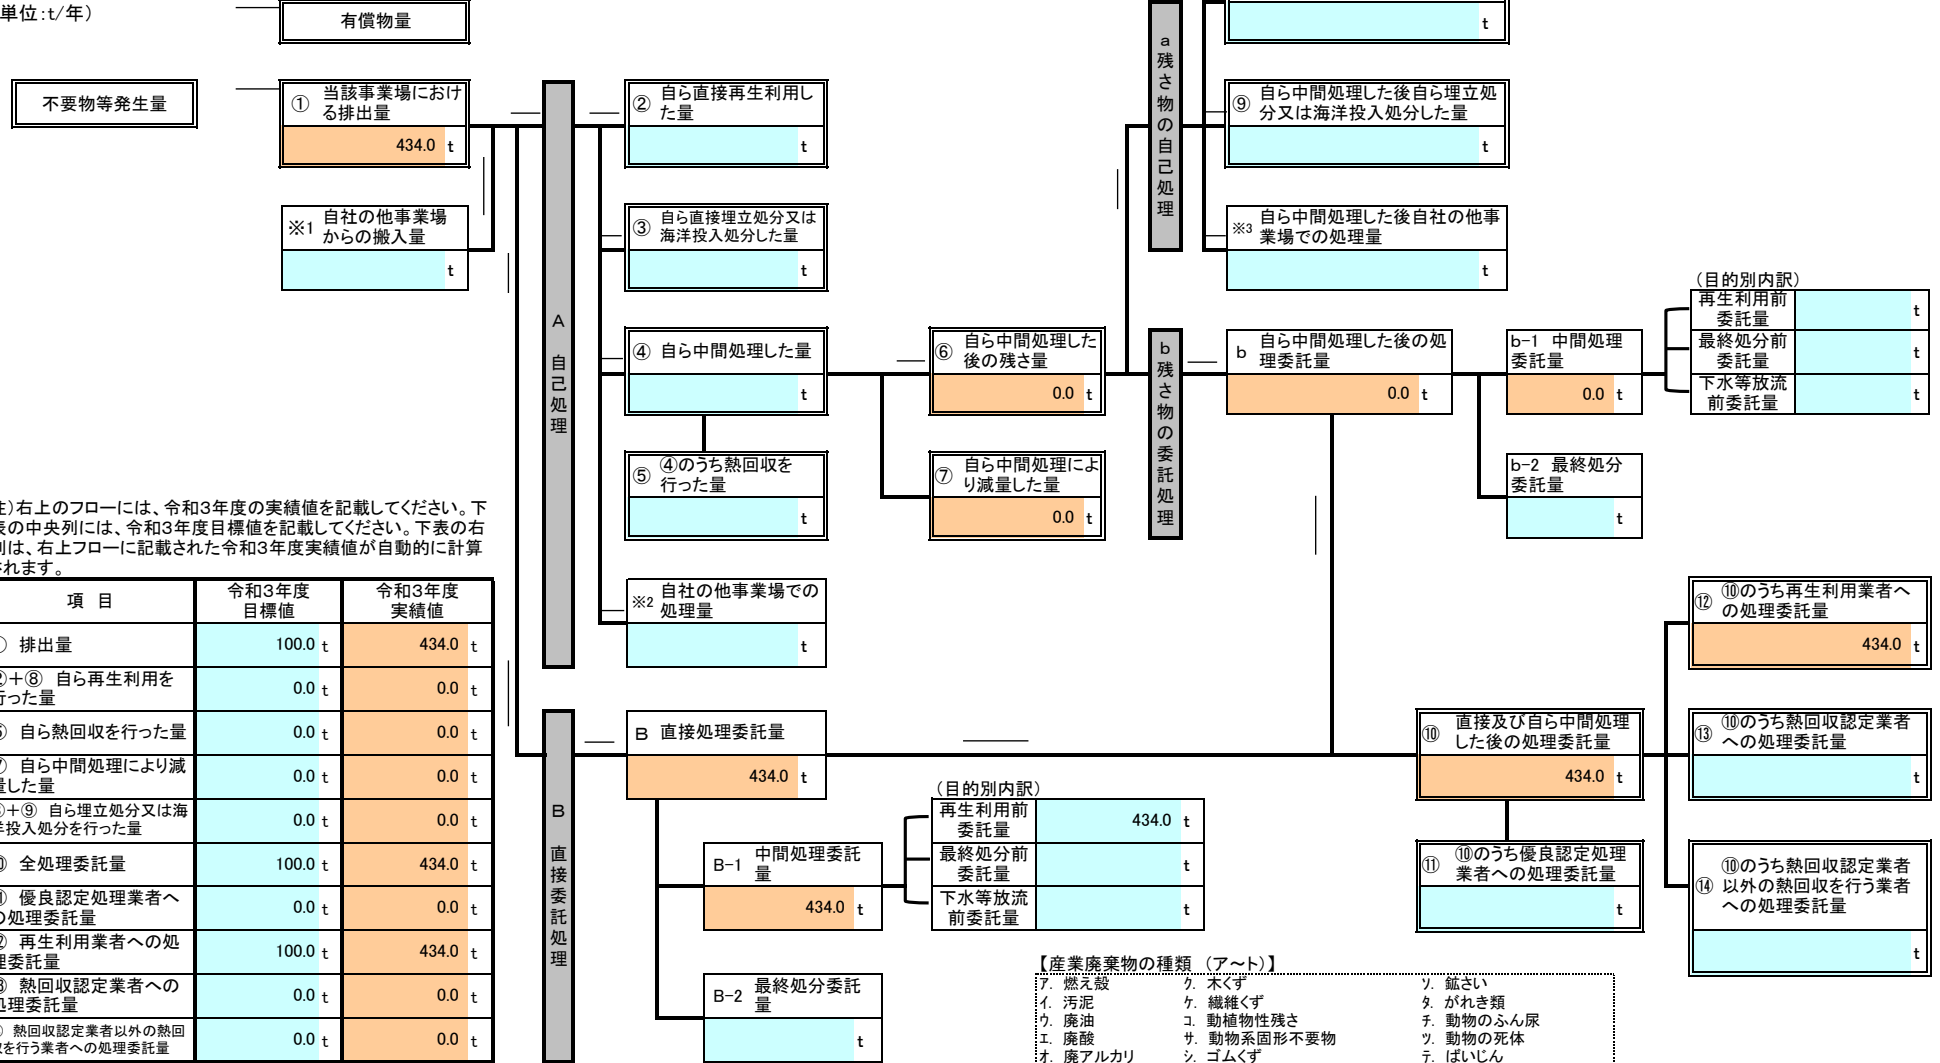 単位:t/年)
有償物量
不要物等発生量
① 当該事業場におけ
る排出量
434.0 t
※1 自社の他事業場
からの搬入量
t
A 自己処理
② 自ら直接再生利用し
た量
t
③ 自ら直接埋立処分又は
海洋投入処分した量
t
④ 自ら中間処理した量
t
⑤ ④のうち熱回収を
行った量
t
※2 自社の他事業場での
処理量
t
⑥ 自ら中間処理した
後の残さ量
0.0 t
⑦ 自ら中間処理によ
り減量した量
0.0 t
a 残さ物の自己処理
t
⑨ 自ら中間処理した後自ら埋立処
分又は海洋投入処分した量
t
※3 自ら中間処理した後自社の他事
業場での処理量
t
b 残さ物の委託処理
b 自ら中間処理した後の処
理委託量
0.0 t
b-1 中間処理
委託量
0.0 t
b-2 最終処分
委託量
t
(目的別内訳)
再生利用前
委託量
t
最終処分前
委託量
t
下水等放流
前委託量
t
注)右上のフローには、令和3年度の実績値を記載してください。下
表の中央列には、令和3年度目標値を記載してください。下表の右
列は、右上フローに記載された令和3年度実績値が自動的に計算
されます。
項 目 令和3年度 目標値 令和3年度 実績値
① 排出量 100.0 t 434.0 t
②+⑧ 自ら再生利用を
行った量 0.0 t 0.0 t
⑤ 自ら熱回収を行った量 0.0 t 0.0 t
⑦ 自ら中間処理により減
量した量 0.0 t 0.0 t
③+⑨ 自ら埋立処分又は海
洋投入処分を行った量 0.0 t 0.0 t
⑩ 全処理委託量 100.0 t 434.0 t
⑪ 優良認定処理業者へ
の処理委託量 0.0 t 0.0 t
⑫ 再生利用業者への処
理委託量 100.0 t 434.0 t
⑬ 熱回収認定業者への
処理委託量 0.0 t 0.0 t
⑭ 熱回収認定業者以外の熱回
収を行う業者への処理委託量 0.0 t 0.0 t
B 直接委託処理
B 直接処理委託量
434.0 t
B-1 中間処理委託
量
434.0 t
B-2 最終処分委託
量
t
(目的別内訳)
再生利用前
委託量
434.0 t
最終処分前
委託量
t
下水等放流
前委託量
t
⑩ 直接及び自ら中間処理
した後の処理委託量
434.0 t
⑪ ⑩のうち優良認定処理
業者への処理委託量
t
⑫ ⑩のうち再生利用業者へ
の処理委託量
434.0 t
⑬ ⑩のうち熱回収認定業者
への処理委託量
t
⑭ ⑩のうち熱回収認定業者
以外の熱回収を行う業者
への処理委託量
t
【産業廃棄物の種類 (ア～ト)】
ア. 燃え殻 ク. 木くず ソ. 鉱さい
イ. 汚泥 ケ. 繊維くず タ. がれき類
ウ. 廃油 コ. 動植物性残さ チ. 動物のふん尿
エ. 廃酸 サ. 動物系固形不要物 ツ. 動物の死体
オ. 廃アルカリ シ. ゴムくず テ. ばいじん